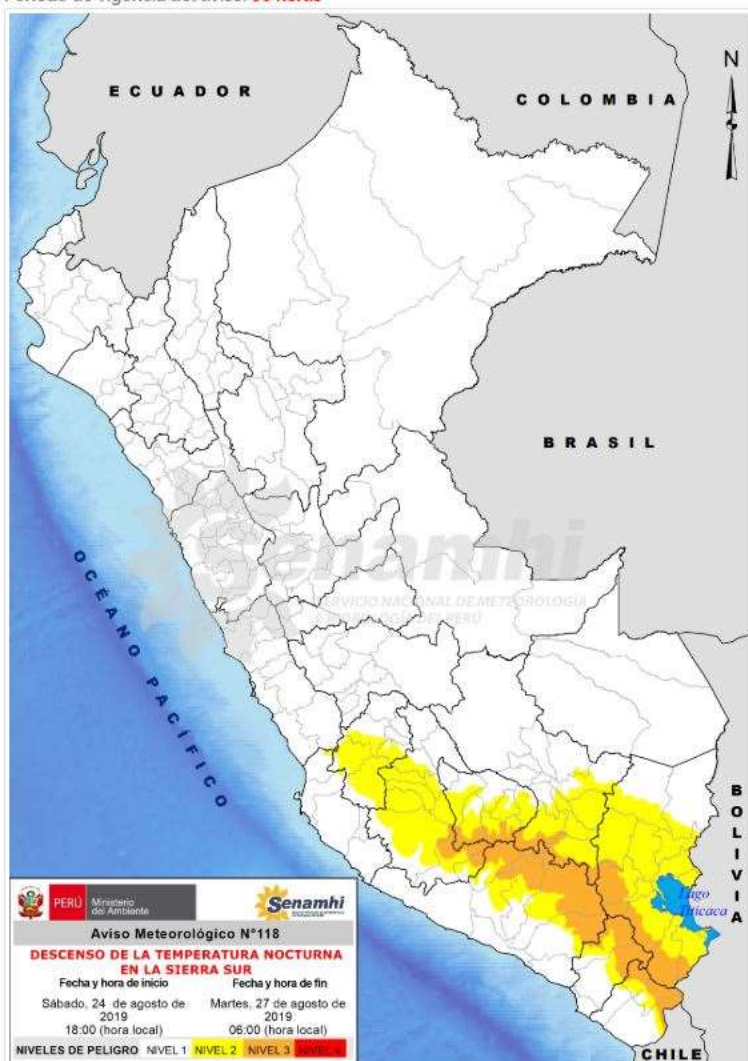 ECUADOR
COLOMBIA
N
BRASIL
Senamhi
SERVICIO NACIONAL DE METEOROLOGÍA
DEL PERÚ
OCÉANO PACÍFICO
BOLIVIA
Lago
Titicaca
PERÚ Ministerio
del Ambiente
Senamhi
Aviso Meteorológico N°118
DESCENSO DE LA TEMPERATURA NOCTURNA
EN LA SIERRA SUR
Fecha y hora de inicio Fecha y hora de fin
Sábado, 24 de agosto de Martes, 27 de agosto de
2019 2019
18:00 (hora local) 06:00 (hora local)
NIVELES DE PELIGRO NIVEL 1 NIVEL 2 NIVEL 3 NIVEL 4
CHILE